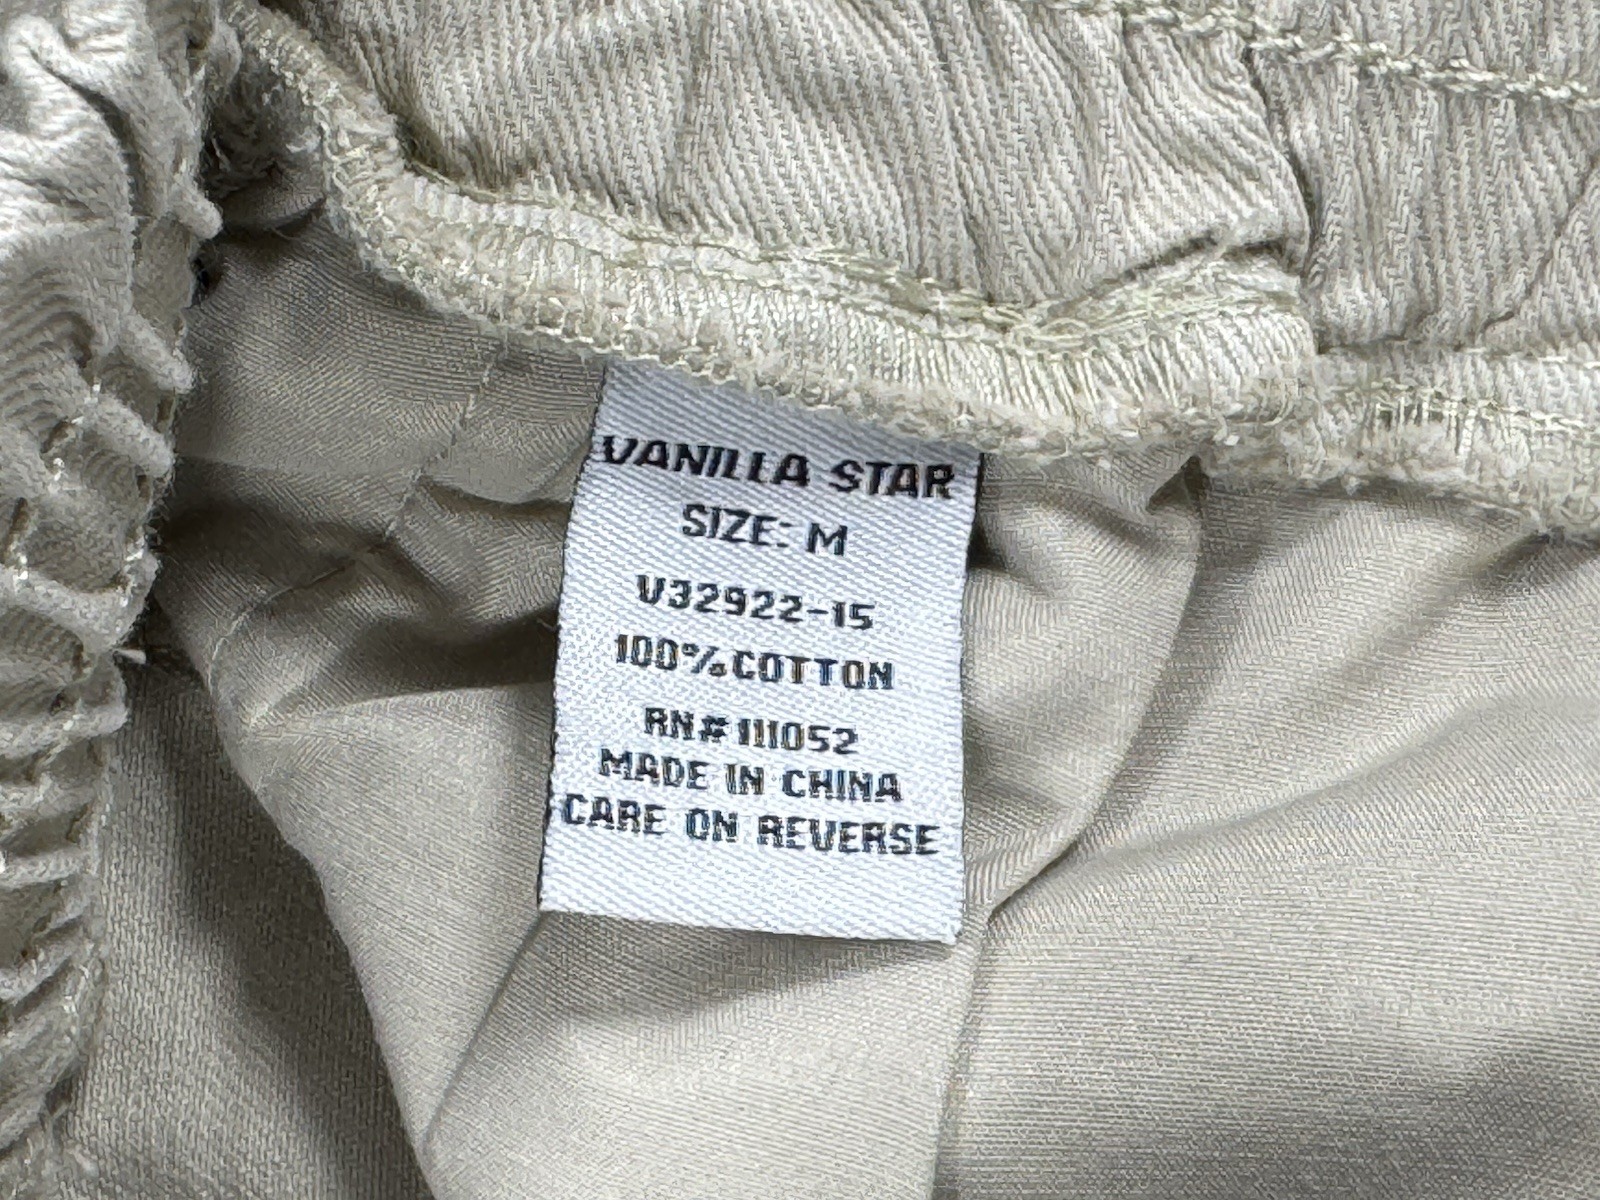 VANILLA STAR
SIZE: M
V32922-15
100%COTTON
RN#111052
MADE IN CHINA
CARE ON REVERSE